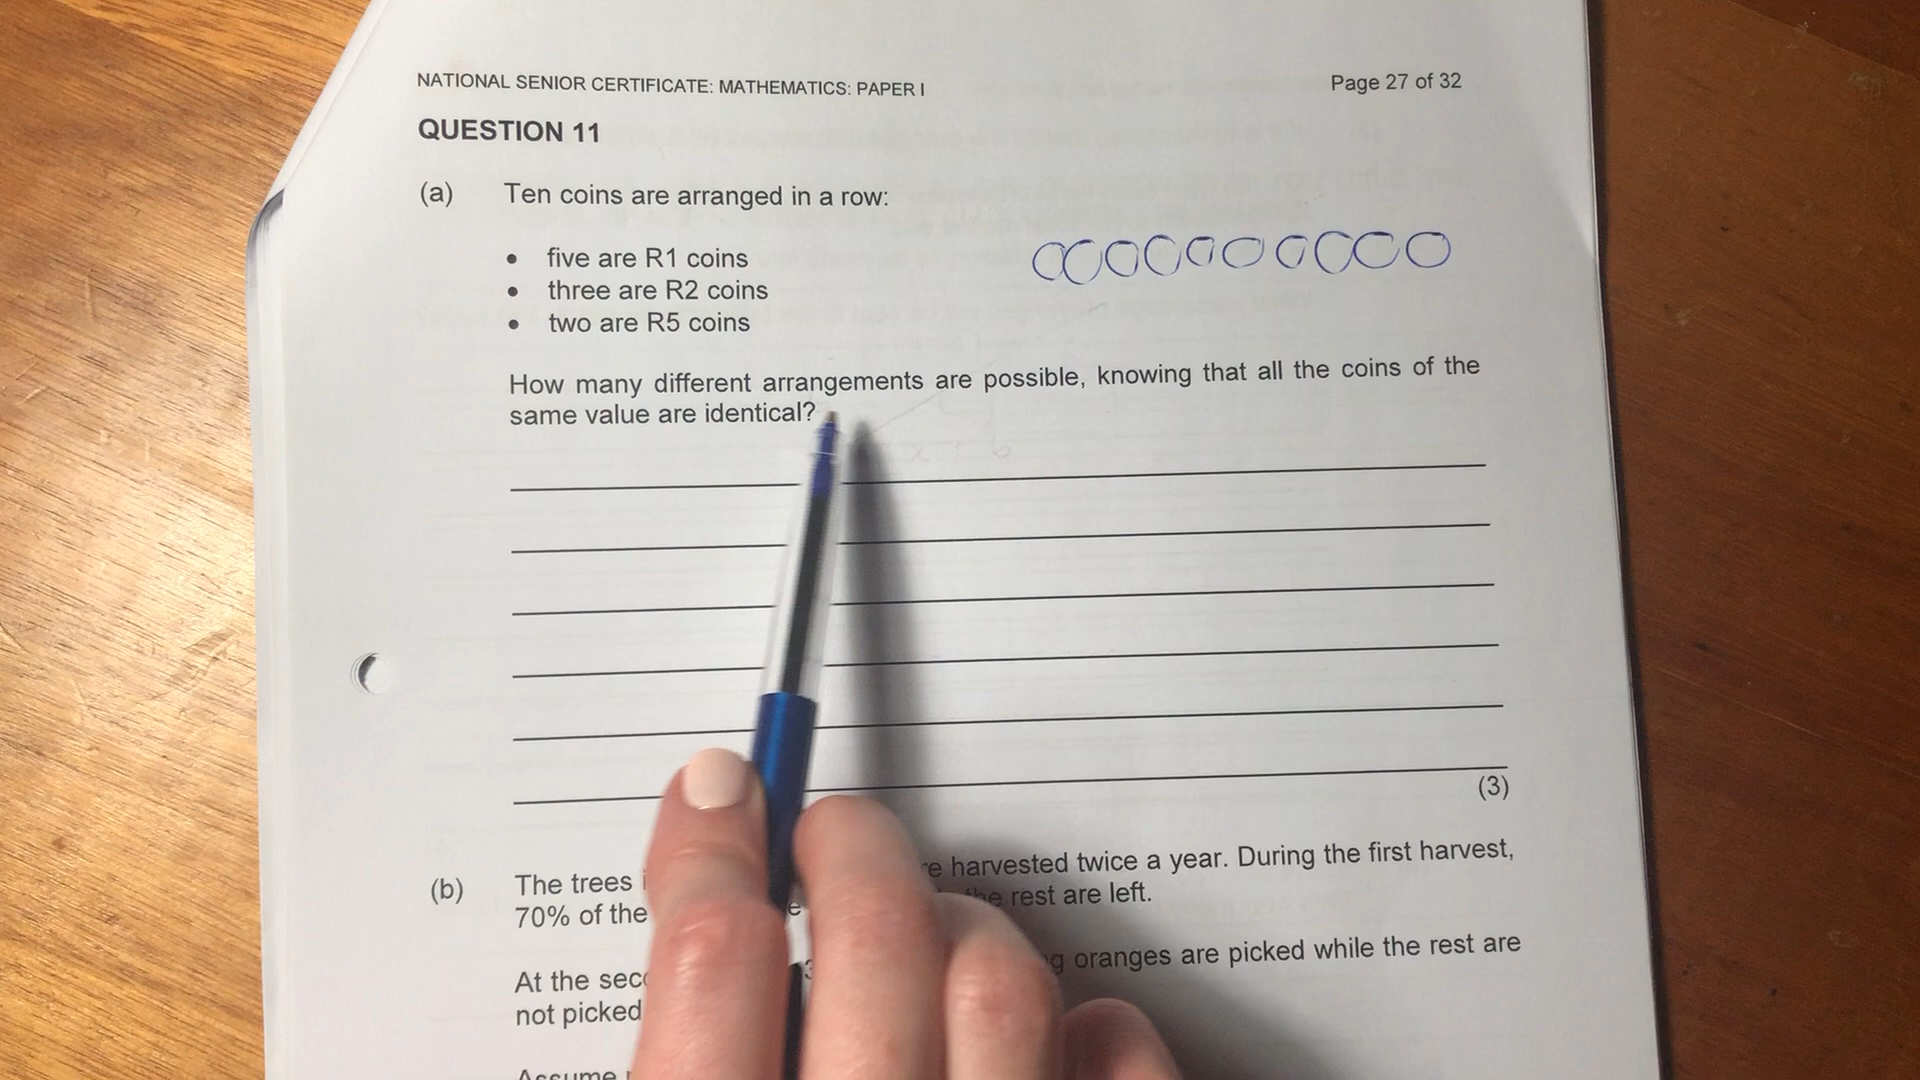 NATIONAL SENIOR CERTIFICATE: MATHEMATICS: PAPER I
Page 27 of 32
QUESTION 11
(a) Ten coins are arranged in a row:
• five are R1 coins
• three are R2 coins
• two are R5 coins
How many different arrangements are possible, knowing that all the coins of the
same value are identical?
(3)
(b) The trees harvested twice a year. During the first harvest,
70% of the the rest are left.
At the oranges are picked while the rest are
not picked
Assume